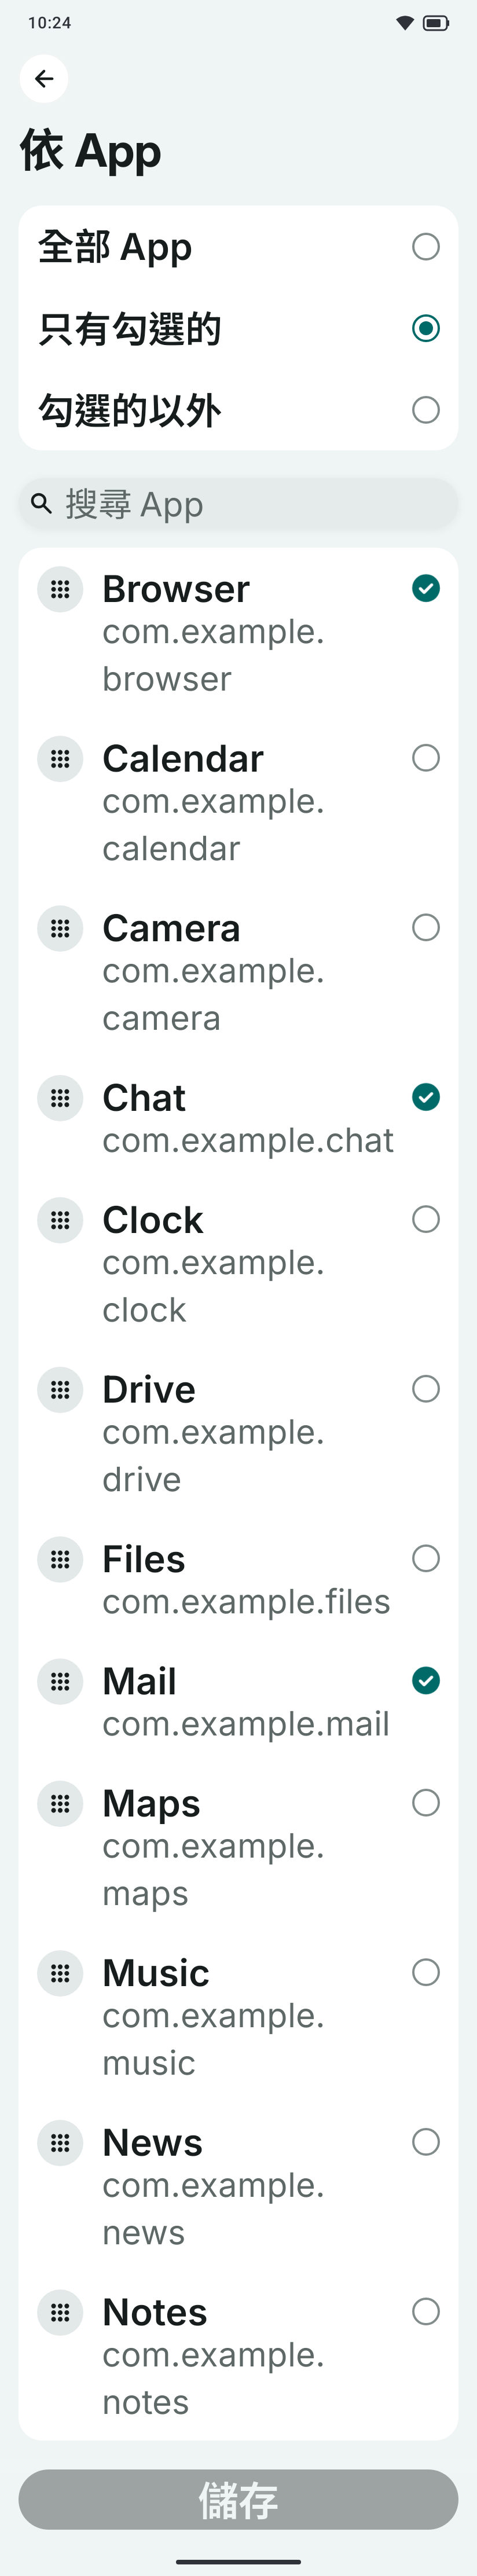 10:24
依 App
全部 App
只有勾選的
勾選的以外
搜尋 App
Browser
com.example.
browser
Calendar
com.example.
calendar
Camera
com.example.
camera
Chat
com.example.chat
Clock
com.example.
clock
Drive
com.example.
drive
Files
com.example.files
Mail
com.example.mail
Maps
com.example.
maps
Music
com.example.
music
News
com.example.
news
Notes
com.example.
notes
儲存